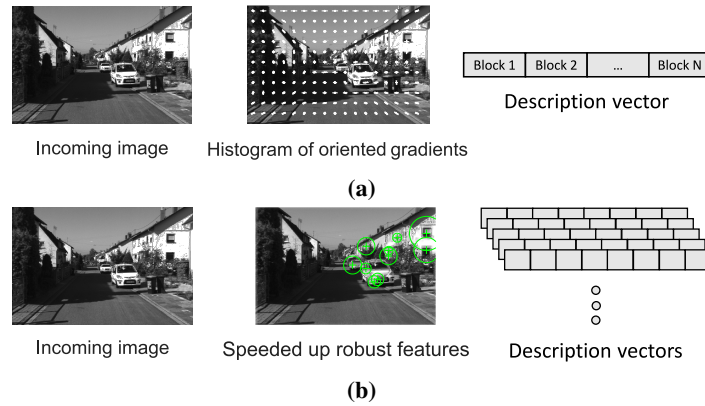 Block 1 Block 2 ... Block N
Description vector
Incoming image
Histogram of oriented gradients
(a)
Incoming image
Speeded up robust features
Description vectors
(b)